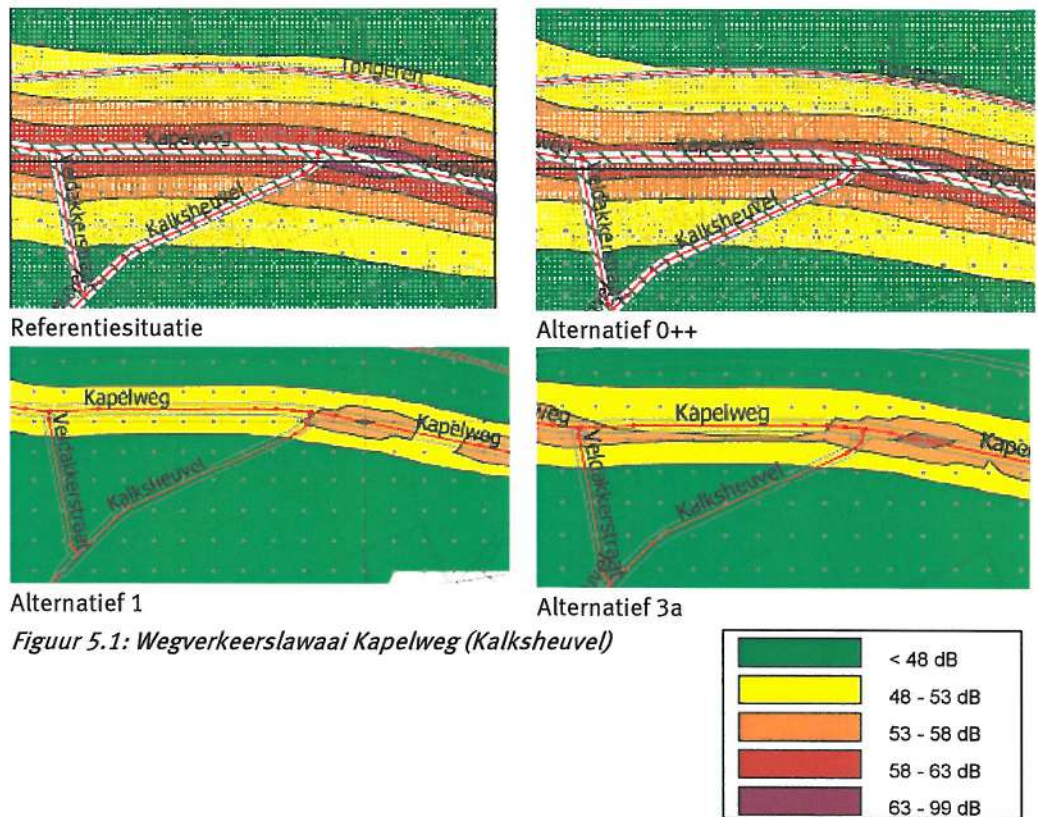 Tongeren
Kapelweg
Kalksheuvel
Referentiesituatie
Kapelweg
Kalksheuvel
Alternatief 0++
Kapelweg
Kapelweg
Veldakkerstraat
Kalksheuvel
Alternatief 1
Kapelweg
Veldakkerstraat
Kalksheuvel
Alternatief 3a
Figuur 5.1: Wegverkeerslawaai Kapelweg (Kalksheuvel)
< 48 dB
48 - 53 dB
53 - 58 dB
58 - 63 dB
63 - 99 dB